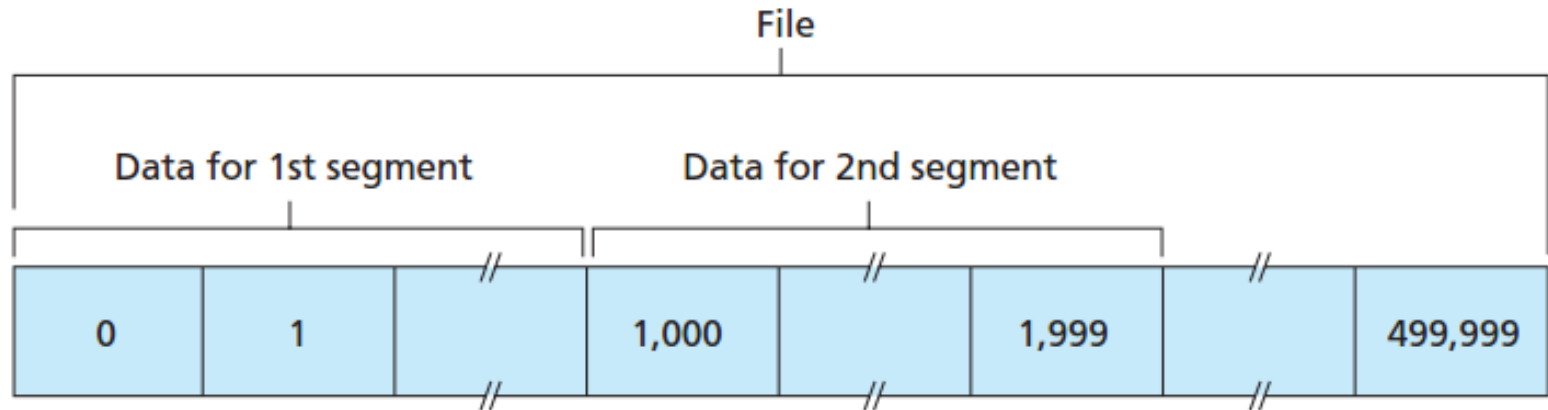 File
Data for 1st segment Data for 2nd segment
0 1 1,000 1,999 499,999